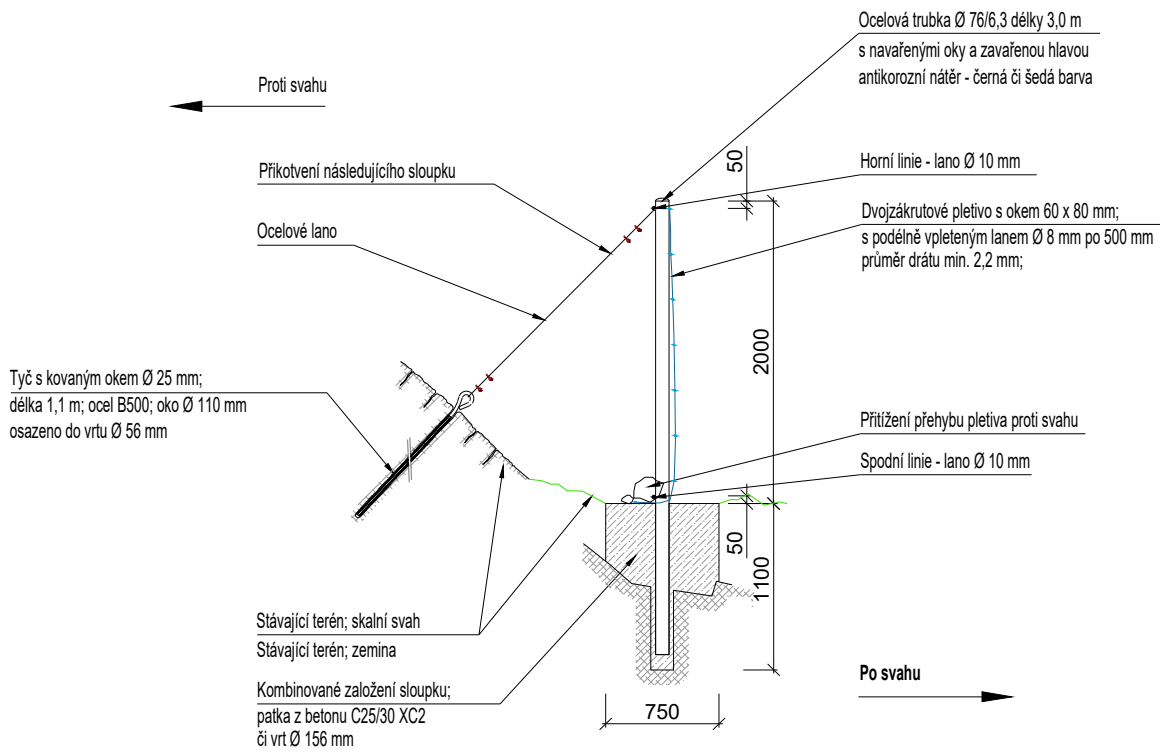 Ocelová trubka Ø 76/6,3 délky 3,0 m
s navařenými oky a zavařenou hlavou
antikorozní nátěr - černá či šedá barva
Proti svahu
Přikotvení následujícího sloupku
Ocelové lano
50
Horní linie - lano Ø 10 mm
Dvojzákrutové pletivo s okem 60 x 80 mm;
s podélně vpleteným lanem Ø 8 mm po 500 mm
průměr drátu min. 2,2 mm;
2000
Tyč s kovaným okem Ø 25 mm;
délka 1,1 m; ocel B500; oko Ø 110 mm
osazeno do vrtu Ø 56 mm
Přitížení přehybu pletiva proti svahu
Spodní linie - lano Ø 10 mm
50
1100
Stávající terén; skalní svah
Stávající terén; zemina
Kombinované založení sloupku;
patka z betonu C25/30 XC2
či vrt Ø 156 mm
750
Po svahu